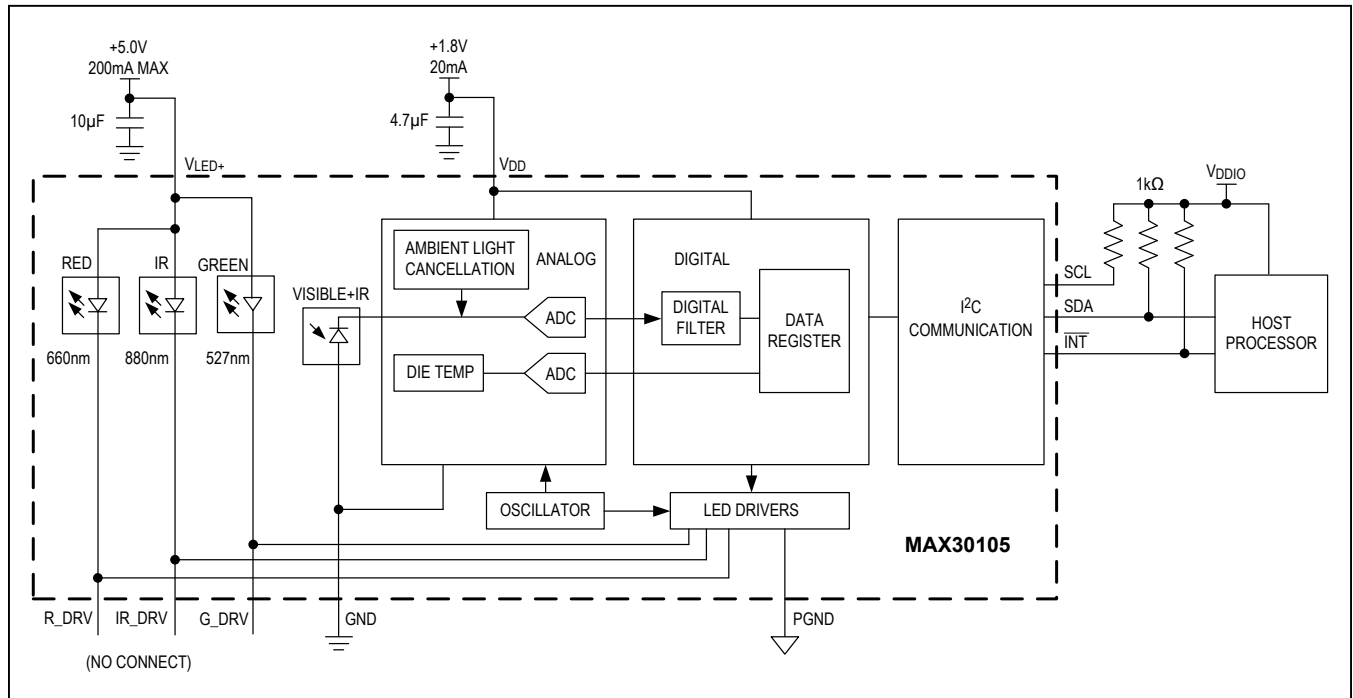 +5.0V
200mA MAX
10µF
VLED+
+1.8V
20mA
4.7µF
VDD
1kΩ
VDDIO
RED
IR
GREEN
660nm
880nm
527nm
VISIBLE+IR
AMBIENT LIGHT
CANCELLATION
ANALOG
ADC
DIE TEMP
ADC
DIGITAL
DIGITAL
FILTER
DATA
REGISTER
I²C
COMMUNICATION
SCL
SDA
INT
HOST
PROCESSOR
OSCILLATOR
LED DRIVERS
MAX30105
R_DRV
IR_DRV
G_DRV
GND
PGND
(NO CONNECT)